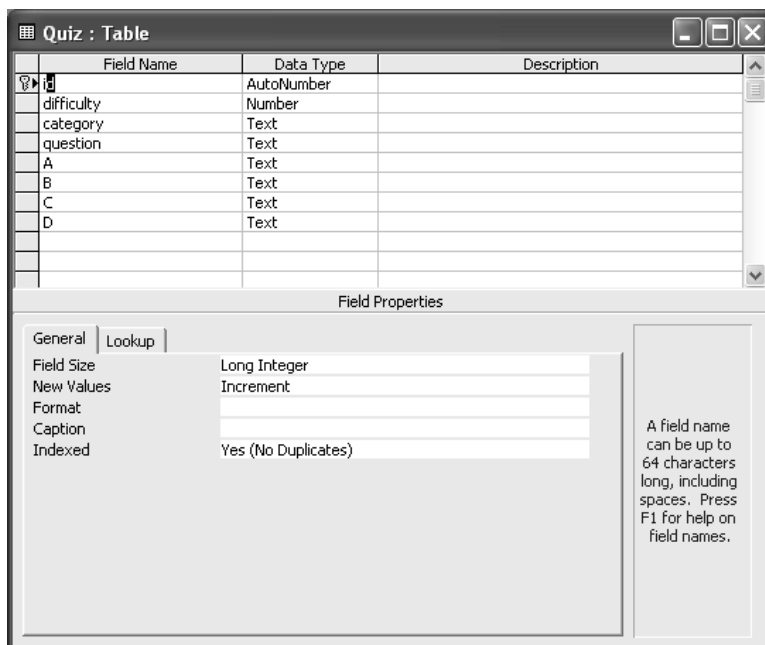 Quiz : Table
Field Name Data Type Description
id AutoNumber
difficulty Number
category Text
question Text
A Text
B Text
C Text
D Text
Field Properties
General Lookup
Field Size Long Integer
New Values Increment
Format
Caption
Indexed Yes (No Duplicates)
A field name
can be up to
64 characters
long, including
spaces. Press
F1 for help on
field names.